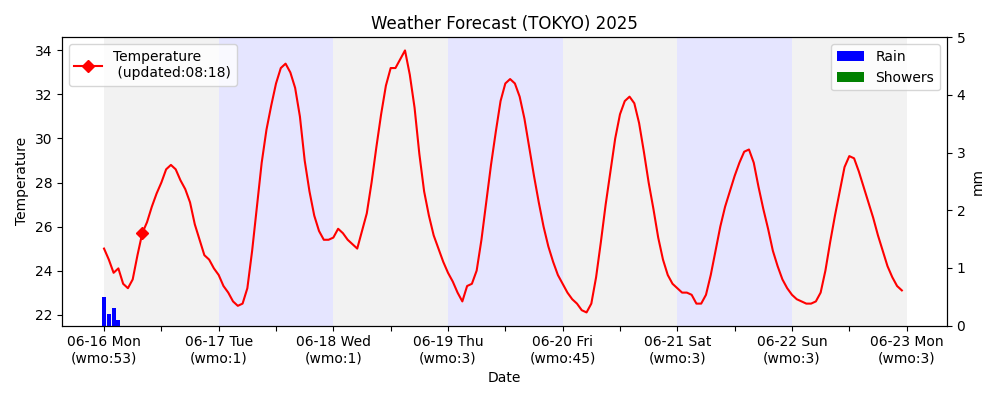 Weather Forecast (TOKYO) 2025
Temperature
(updated:08:18)
Rain
Showers
Temperature
34
32
30
28
26
24
22
5
4
3
2
1
0
mm
06-16 Mon
(wmo:53)
06-17 Tue
(wmo:1)
06-18 Wed
(wmo:1)
06-19 Thu
(wmo:3)
06-20 Fri
(wmo:45)
06-21 Sat
(wmo:3)
06-22 Sun
(wmo:3)
06-23 Mon
(wmo:3)
Date